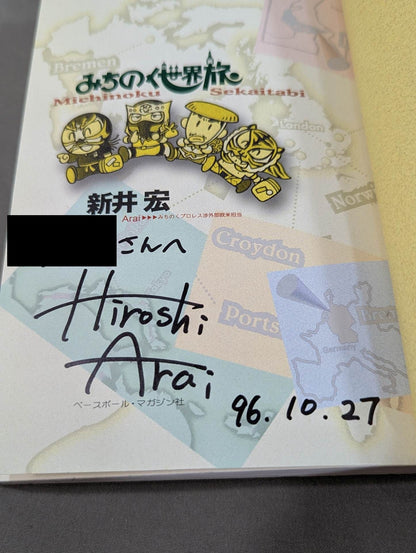 Bremen
みちのく世界旅
Michinoku Sekaitabi
London
新井 宏
Arai▶▶▶みちのくプロレス渉外部欧米担当
さんへ
Croydon
Hiroshi
Ports
Germany
Arai
96.10.27
ベースボール・マガジン社